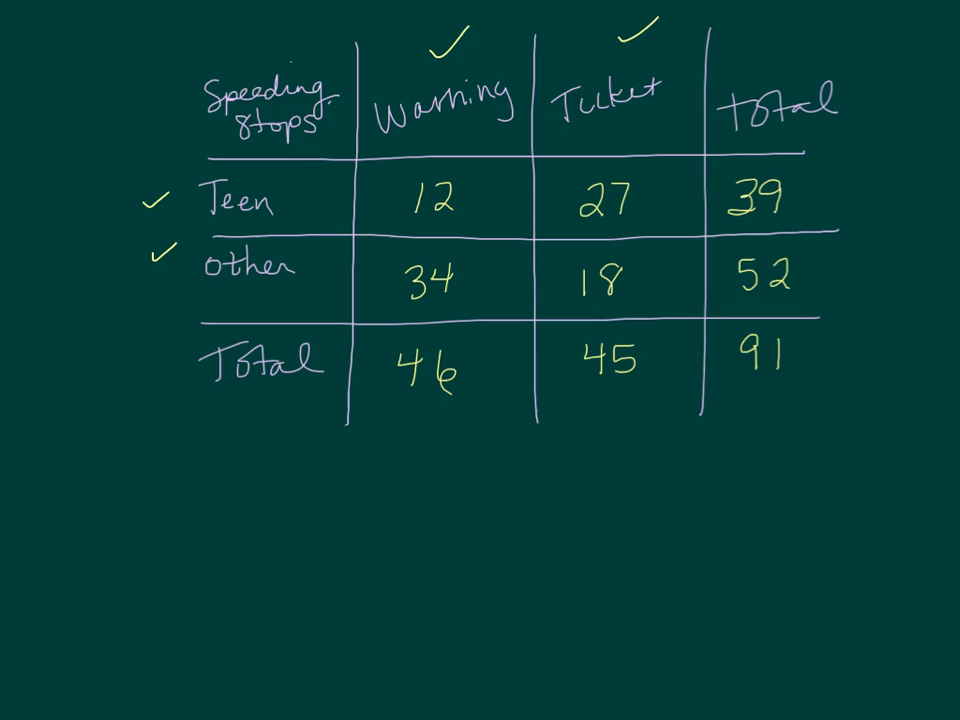 Speeding Stops Warning Ticket Total
Teen 12 27 39
Other 34 18 52
Total 46 45 91